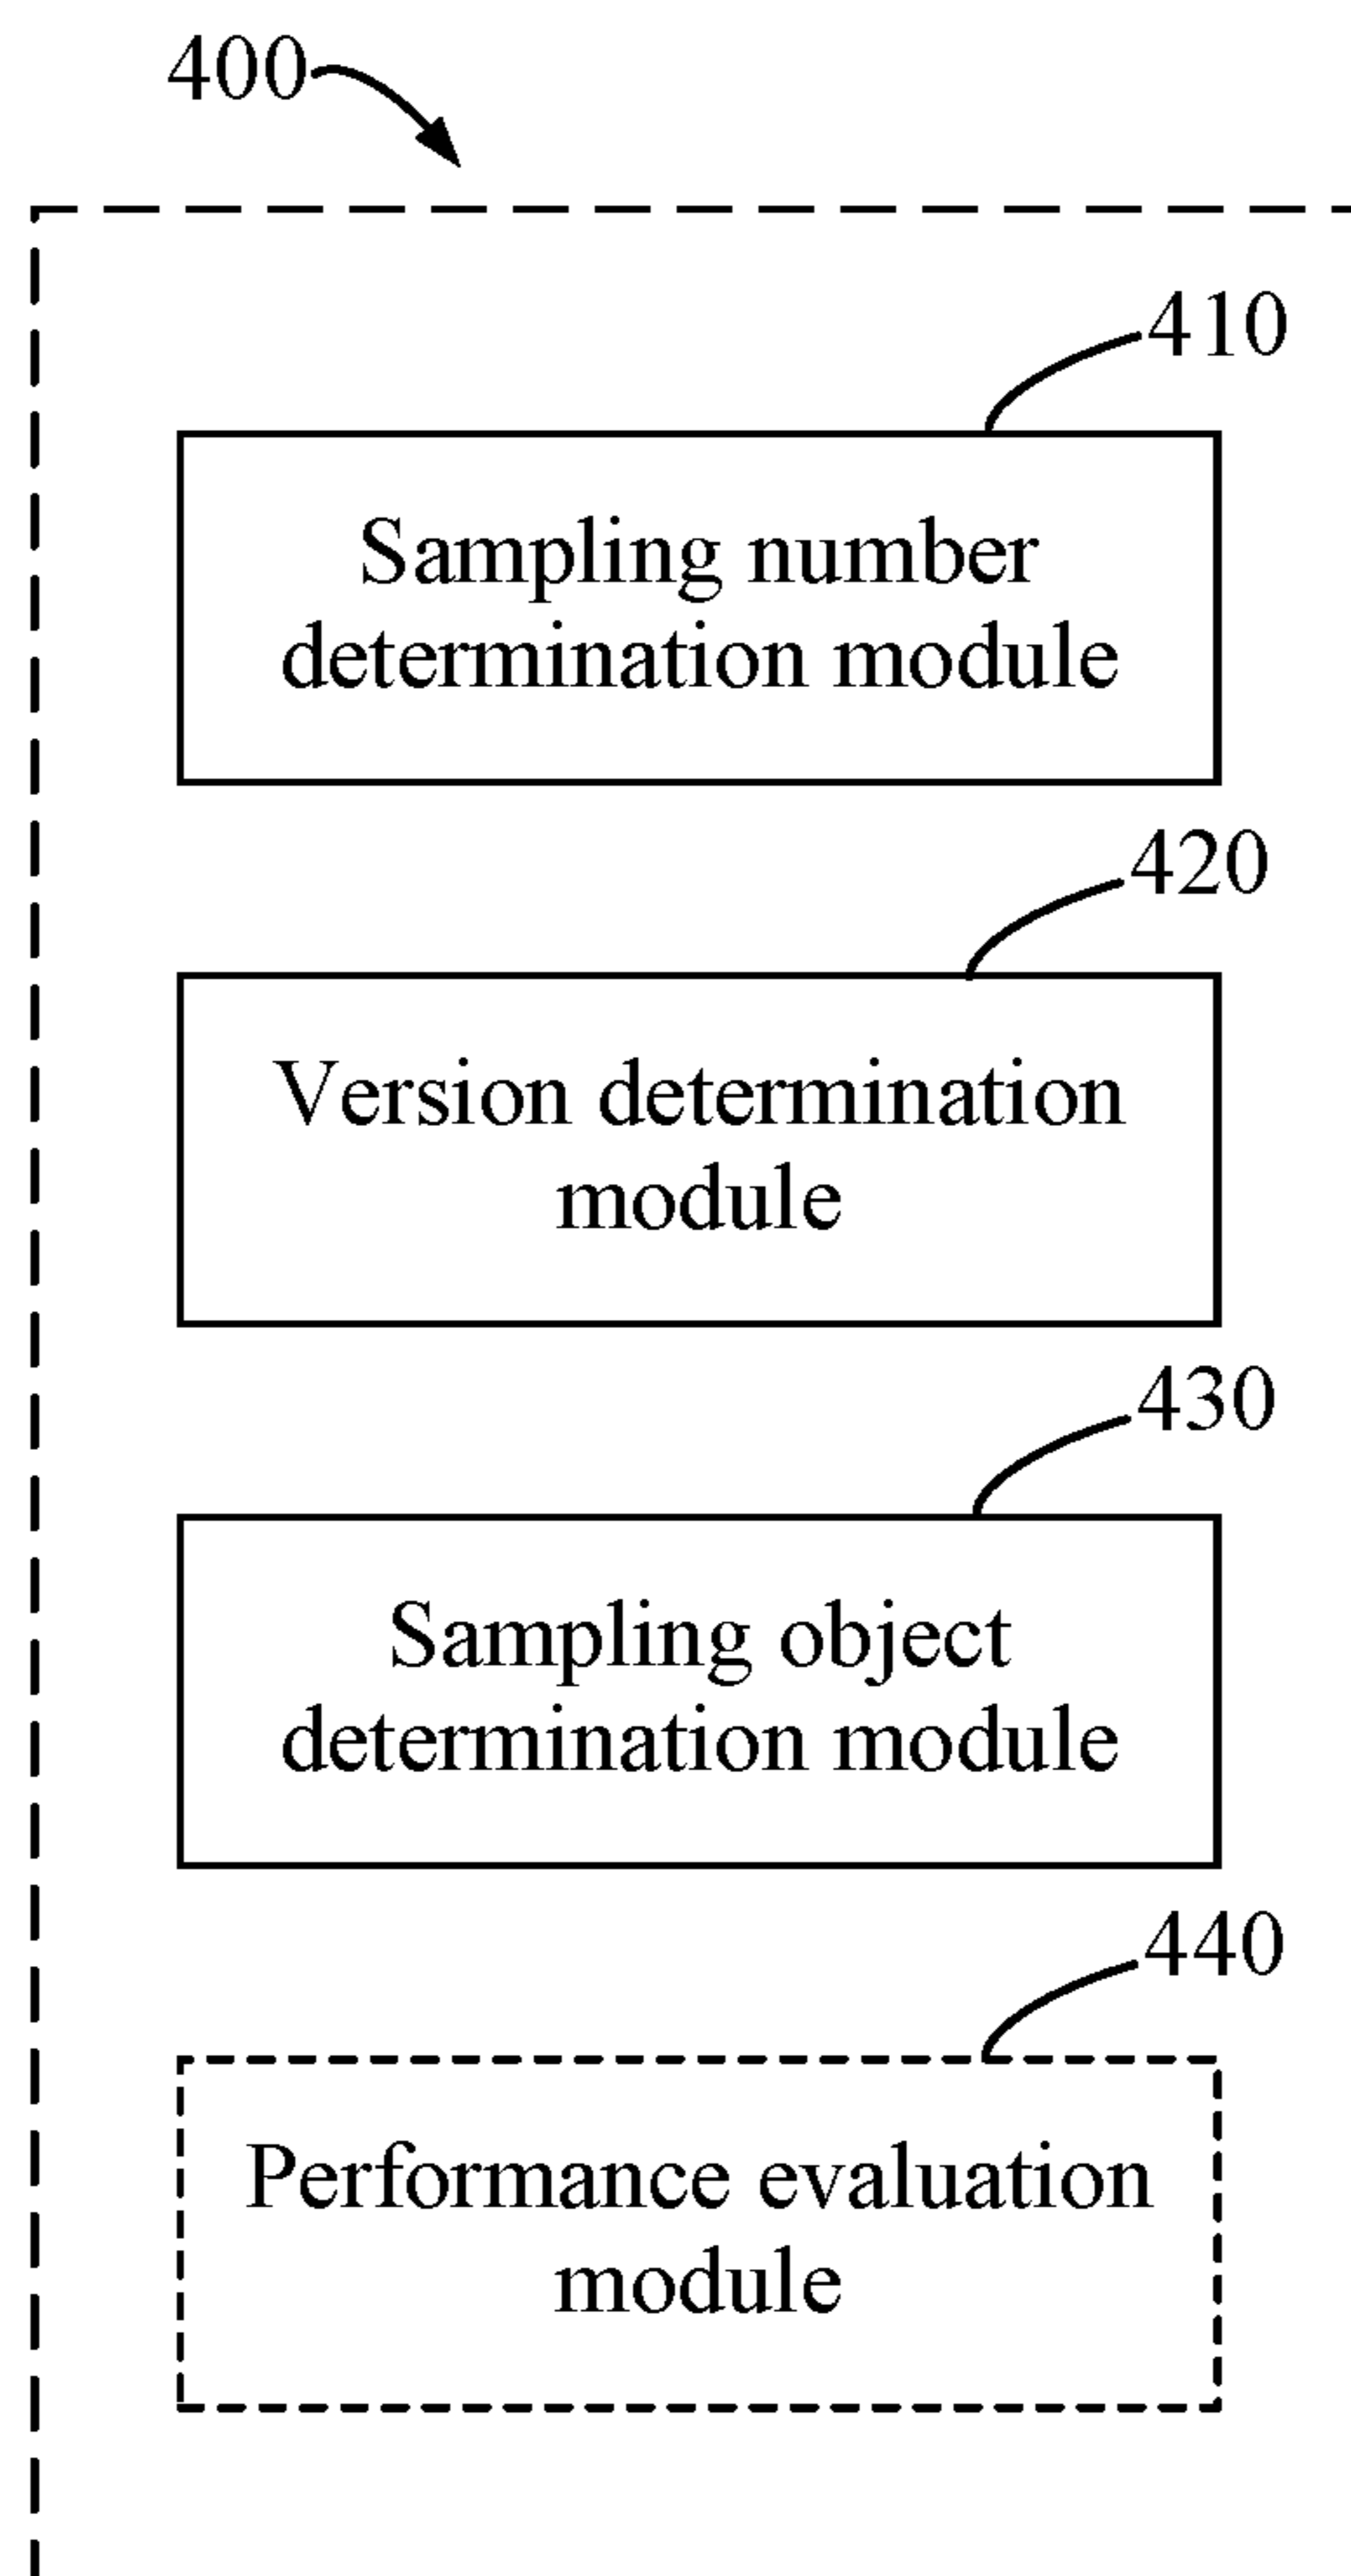 400
410
Sampling number
determination module
420
Version determination
module
430
Sampling object
determination module
440
Performance evaluation
module